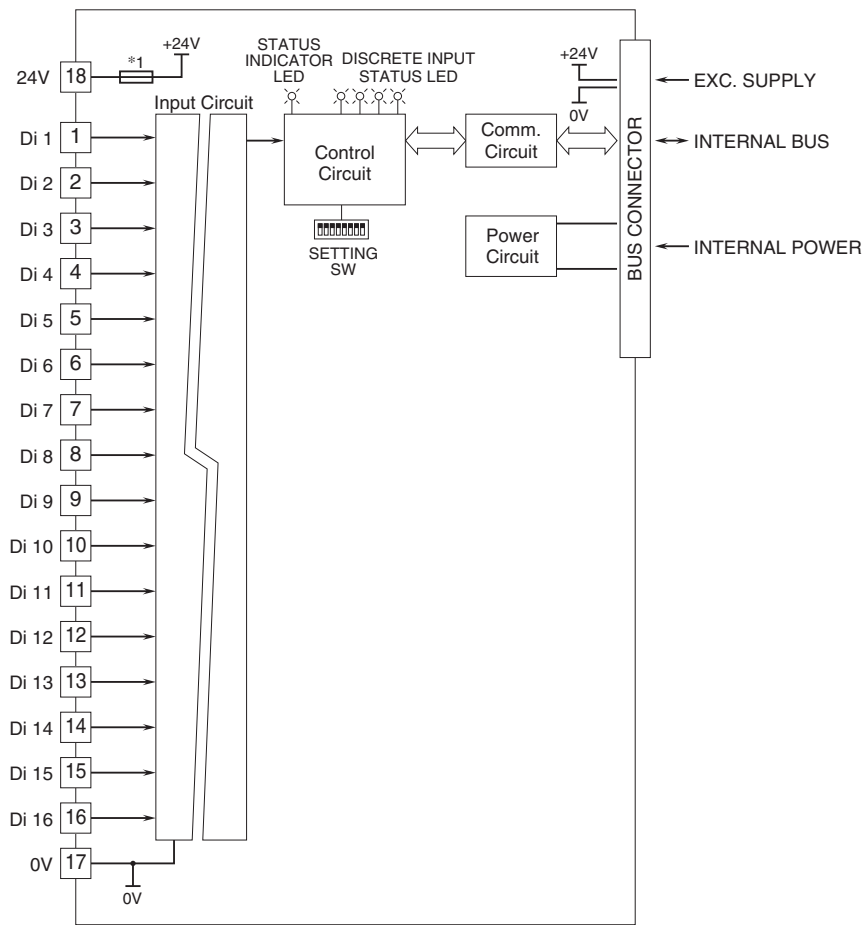 24V 18 *1 +24V
STATUS
INDICATOR
LED
DISCRETE INPUT
STATUS LED
+24V
0V
EXC. SUPPLY
Input Circuit
Di 1 1
Di 2 2
Di 3 3
Di 4 4
Di 5 5
Di 6 6
Di 7 7
Di 8 8
Di 9 9
Di 10 10
Di 11 11
Di 12 12
Di 13 13
Di 14 14
Di 15 15
Di 16 16
0V 17
0V
Control
Circuit
SETTING
SW
Comm.
Circuit
Power
Circuit
BUS CONNECTOR
INTERNAL BUS
INTERNAL POWER